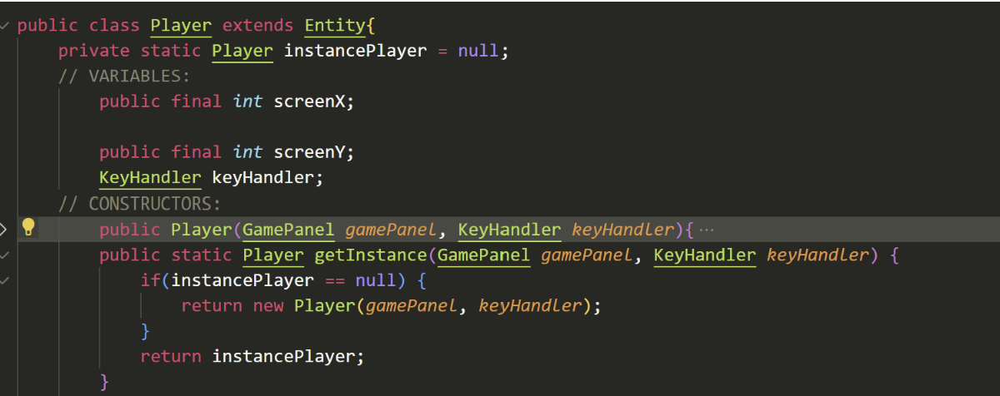 public class Player extends Entity{
private static Player instancePlayer = null;
// VARIABLES:
public final int screenX;
public final int screenY;
KeyHandler keyHandler;
// CONSTRUCTORS:
public Player(GamePanel gamePanel, KeyHandler keyHandler){ ···
public static Player getInstance(GamePanel gamePanel, KeyHandler keyHandler) {
if(instancePlayer == null) {
return new Player(gamePanel, keyHandler);
}
return instancePlayer;
}